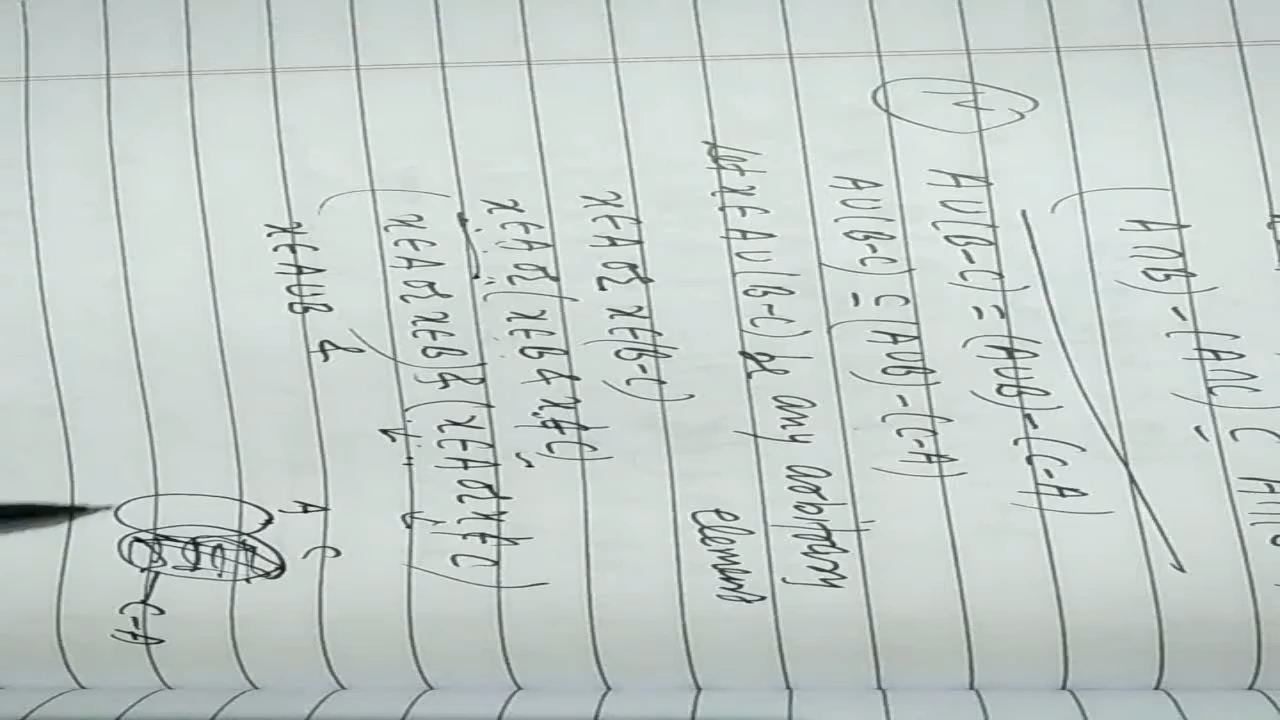 A∩B) - (A∩C) ⊂ A∩(
iv A∪(B-C) = (A∪B) - (C-A)
A∪(B-C) ⊆ (A∪B) - (C-A)
let x∈A∪(B-C) be any arbitrary element
x∈A or x∈(B-C)
x∈A or (x∈B & x∉C)
(x∈A or x∈B) & (x∈A or x∉C)
x∈A∪B &
A C
C-A